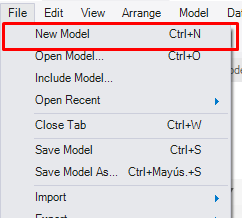 File Edit View Arrange Model
New Model Ctrl+N
Open Model... Ctrl+O
Include Model...
Open Recent
Close Tab Ctrl+W
Save Model Ctrl+S
Save Model As... Ctrl+Mayús.+S
Import